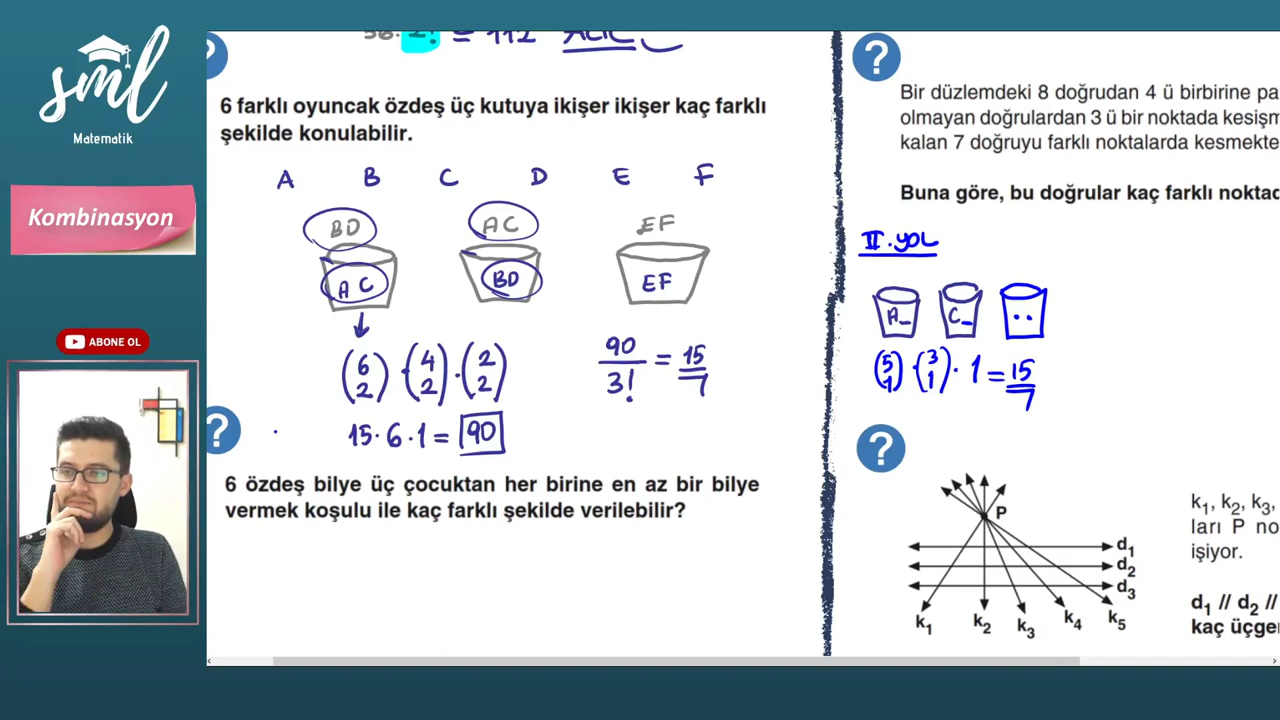 sml
Matematik
Kombinasyon
ABONE OL
= 112
?
6 farklı oyuncak özdeş üç kutuya ikişer ikişer kaç farklı
şekilde konulabilir.
A B C D E F
BD AC EF
AC BD EF
(6 2) · (4 2) · (2 2)
90/3! = 15
15 · 6 · 1 = 90
?
6 özdeş bilye üç çocuktan her birine en az bir bilye
vermek koşulu ile kaç farklı şekilde verilebilir?
?
Bir düzlemdeki 8 doğrudan 4 ü birbirine pa
olmayan doğrulardan 3 ü bir noktada kesişm
kalan 7 doğruyu farklı noktalarda kesmekte
Buna göre, bu doğrular kaç farklı nokta
II. YOL
A_ C_ ..
(5 1) · (3 1) · 1 = 15
?
P
d1
d2
d3
k1 k2 k3 k4 k5
k1, k2, k3,
ları P no
işiyor.
d1 // d2 //
kaç üçge